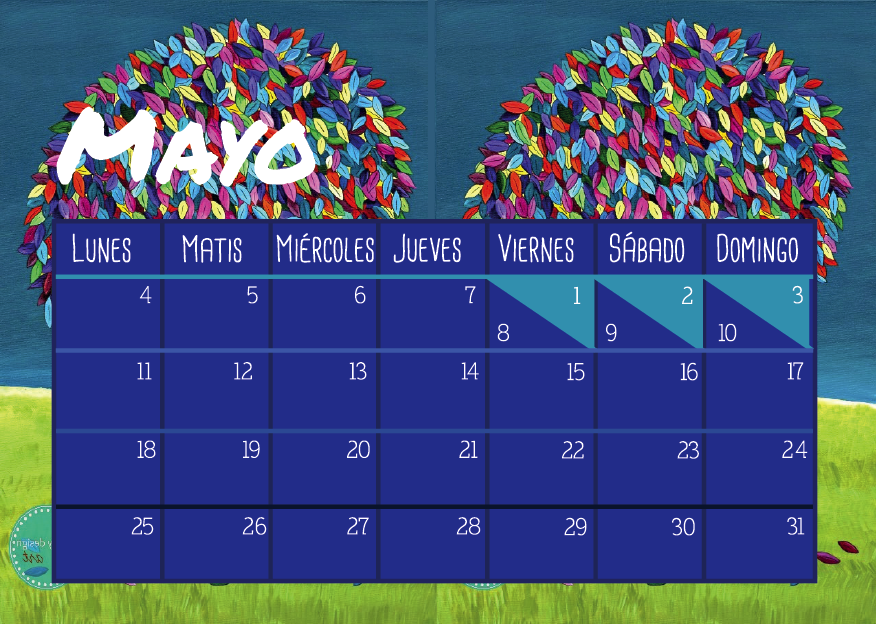 Mayo
Lunes Matis Miércoles Jueves Viernes Sábado Domingo
4 5 6 7 1 2 3
8 9 10
11 12 13 14 15 16 17
18 19 20 21 22 23 24
25 26 27 28 29 30 31
design
art